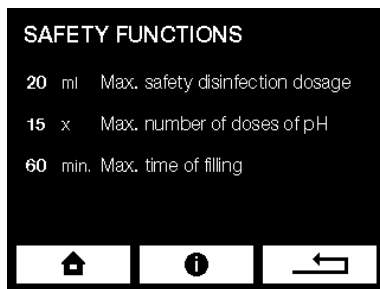 SAFETY FUNCTIONS
20 ml Max. safety disinfection dosage
15 x Max. number of doses of pH
60 min. Max. time of filling